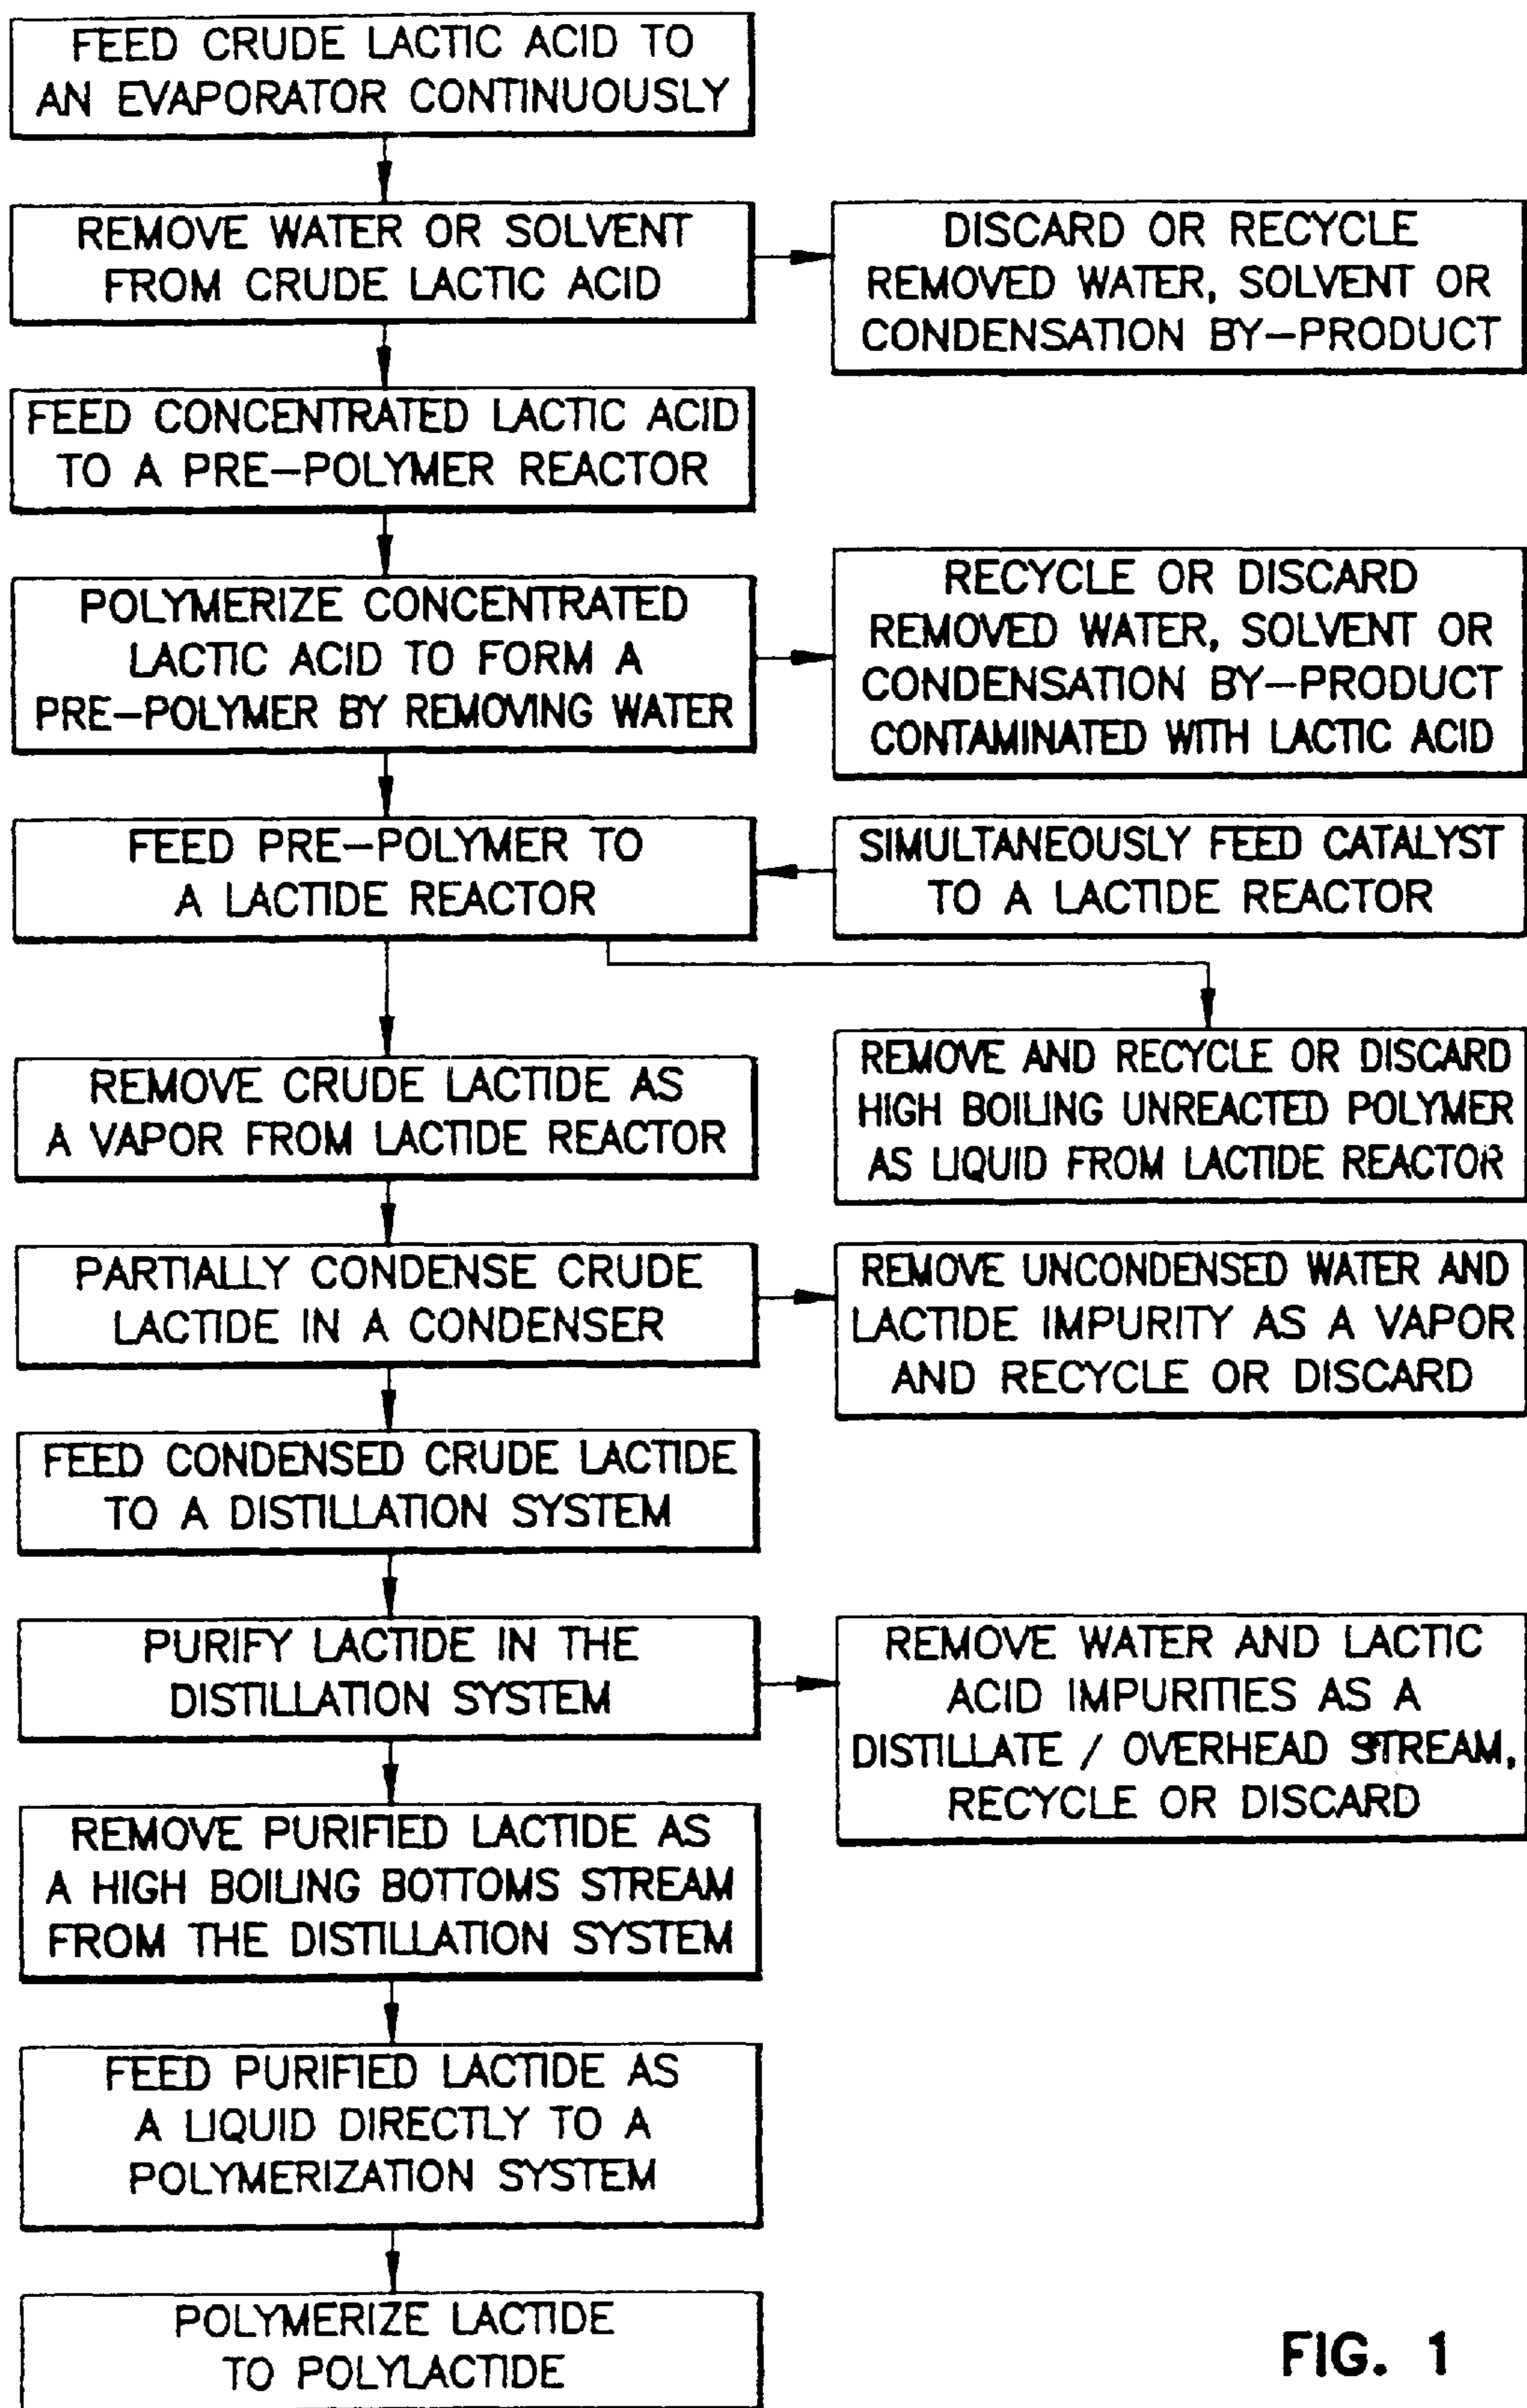 FEED CRUDE LACTIC ACID TO
AN EVAPORATOR CONTINUOUSLY
REMOVE WATER OR SOLVENT
FROM CRUDE LACTIC ACID
DISCARD OR RECYCLE
REMOVED WATER, SOLVENT OR
CONDENSATION BY-PRODUCT
FEED CONCENTRATED LACTIC ACID
TO A PRE-POLYMER REACTOR
POLYMERIZE CONCENTRATED
LACTIC ACID TO FORM A
PRE-POLYMER BY REMOVING WATER
RECYCLE OR DISCARD
REMOVED WATER, SOLVENT OR
CONDENSATION BY-PRODUCT
CONTAMINATED WITH LACTIC ACID
FEED PRE-POLYMER TO
A LACTIDE REACTOR
SIMULTANEOUSLY FEED CATALYST
TO A LACTIDE REACTOR
REMOVE CRUDE LACTIDE AS
A VAPOR FROM LACTIDE REACTOR
REMOVE AND RECYCLE OR DISCARD
HIGH BOILING UNREACTED POLYMER
AS LIQUID FROM LACTIDE REACTOR
PARTIALLY CONDENSE CRUDE
LACTIDE IN A CONDENSER
REMOVE UNCONDENSED WATER AND
LACTIDE IMPURITY AS A VAPOR
AND RECYCLE OR DISCARD
FEED CONDENSED CRUDE LACTIDE
TO A DISTILLATION SYSTEM
PURIFY LACTIDE IN THE
DISTILLATION SYSTEM
REMOVE WATER AND LACTIC
ACID IMPURITIES AS A
DISTILLATE / OVERHEAD STREAM,
RECYCLE OR DISCARD
REMOVE PURIFIED LACTIDE AS
A HIGH BOILING BOTTOMS STREAM
FROM THE DISTILLATION SYSTEM
FEED PURIFIED LACTIDE AS
A LIQUID DIRECTLY TO A
POLYMERIZATION SYSTEM
POLYMERIZE LACTIDE
TO POLYLACTIDE
FIG. 1